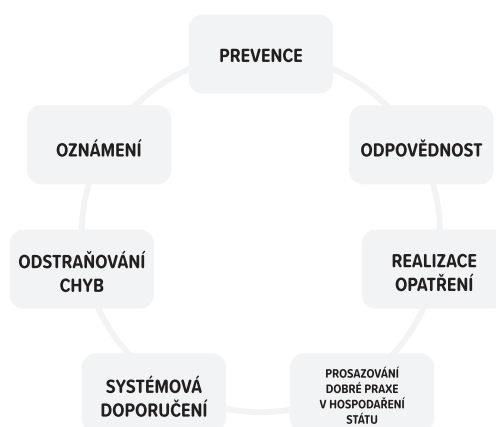 PREVENCE
OZNÁMENÍ
ODPOVĚDNOST
ODSTRAŇOVÁNÍ
CHYB
REALIZACE
OPATŘENÍ
SYSTÉMOVÁ
DOPORUČENÍ
PROSAZOVÁNÍ
DOBRÉ PRAXE
V HOSPODAŘENÍ
STÁTU